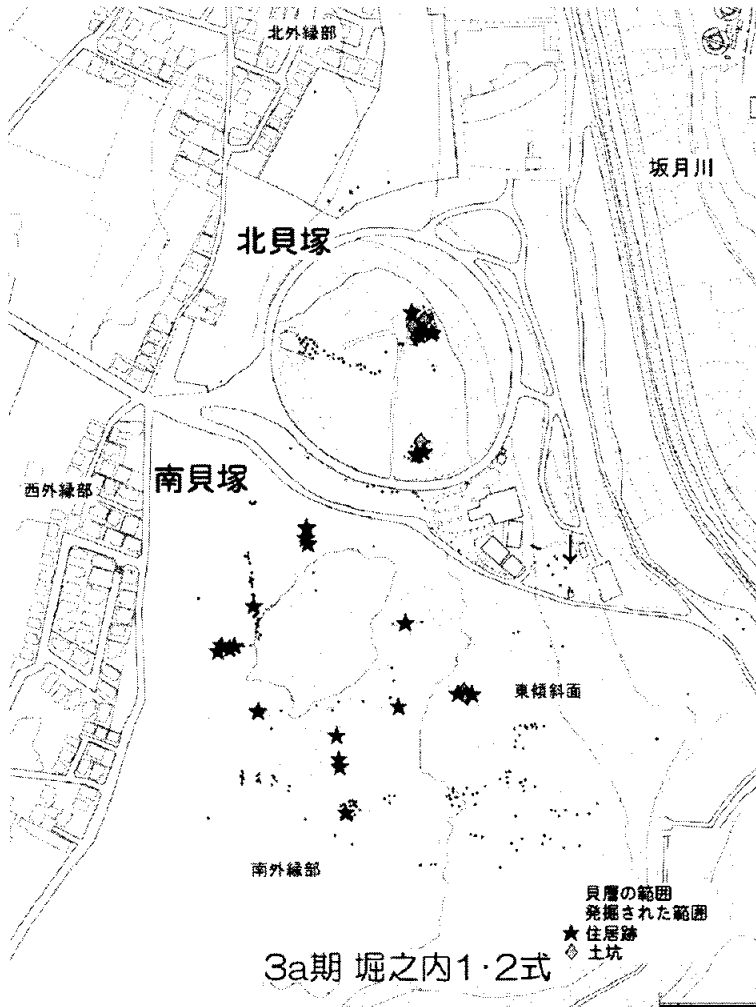 北外縁部
坂月川
北貝塚
南貝塚
西外縁部
東傾斜面
南外縁部
貝層の範囲
発掘された範囲
★ 住居跡
◇ 土坑
3a期 堀之内1・2式